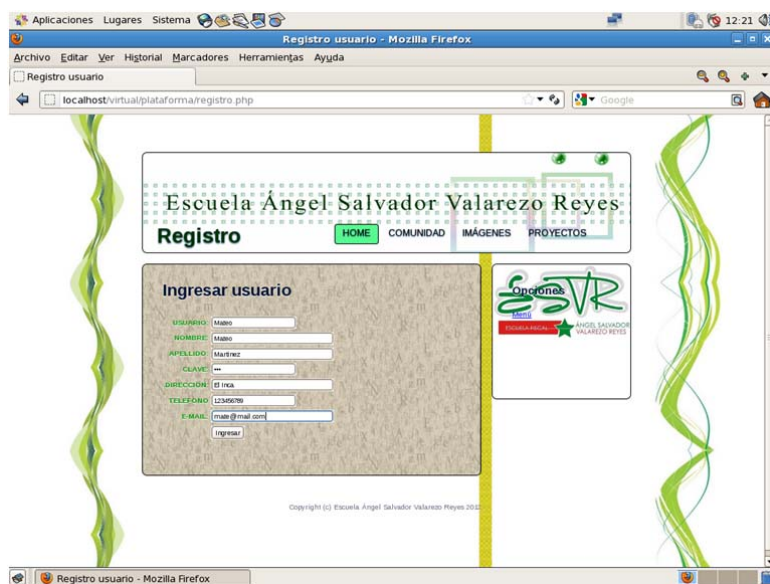 Aplicaciones Lugares Sistema 12:21
Registro usuario - Mozilla Firefox
Archivo Editar Ver Historial Marcadores Herramientas Ayuda
Registro usuario
localhost/virtual/plataforma/registro.php Google
Escuela Ángel Salvador Valarezo Reyes
Registro HOME COMUNIDAD IMÁGENES PROYECTOS
Ingresar usuario
USUARIO: Mateo
NOMBRE: Mateo
APELLIDO: Martinez
CLAVE: •••
DIRECCIÓN: El Inca
TELEFONO 123456789
E-MAIL: mate@mail.com
Ingresar
Opciones
Menú
ESVR
ESCUELA FISCAL
ÁNGEL SALVADOR
VALAREZO REYES
Copyright (c) Escuela Ángel Salvador Valarezo Reyes
Registro usuario - Mozilla Firefox